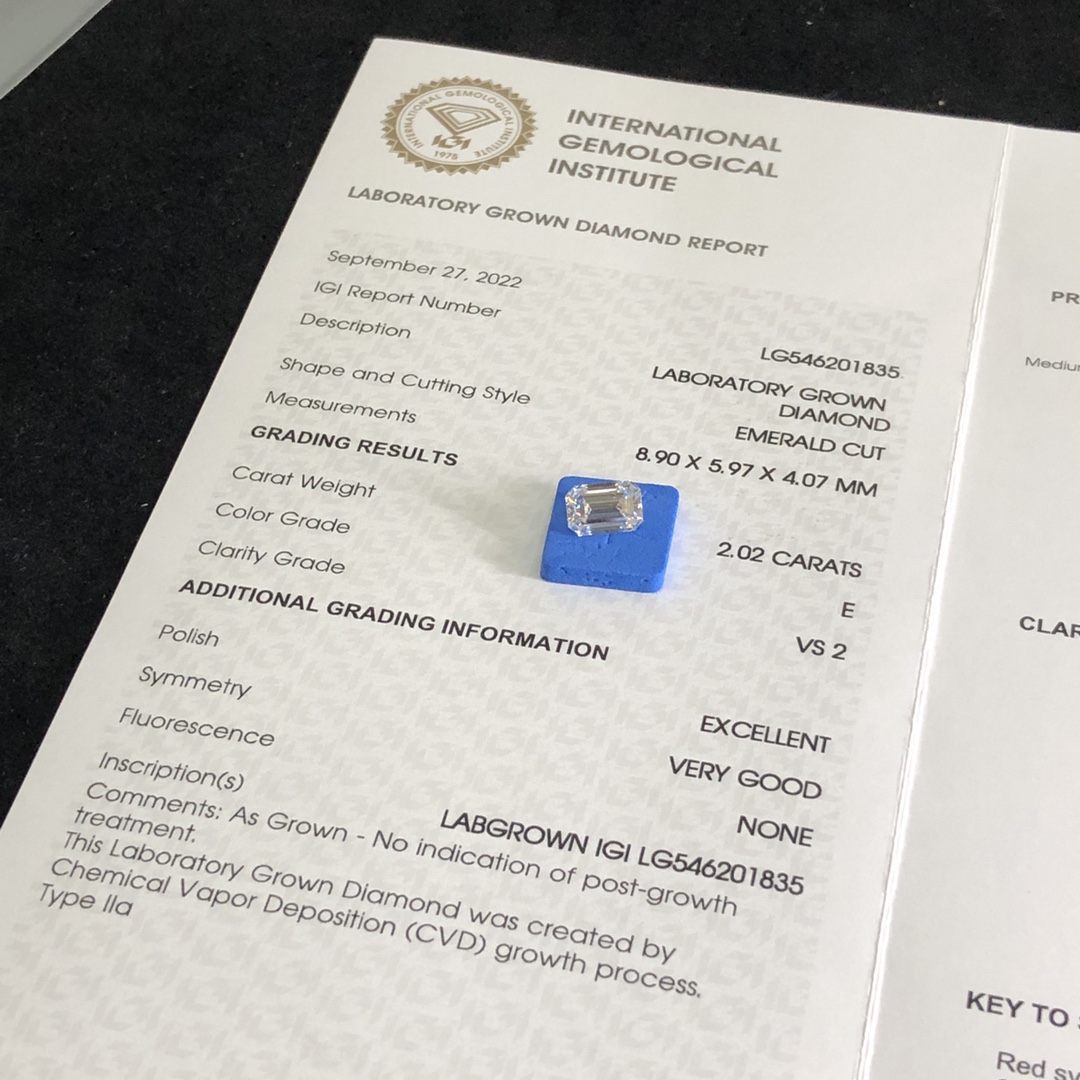 INTERNATIONAL GEMOLOGICAL INSTITUTE
IGI
1975
INTERNATIONAL
GEMOLOGICAL
INSTITUTE
LABORATORY GROWN DIAMOND REPORT
September 27, 2022
IGI Report Number LG546201835
Description LABORATORY GROWN
DIAMOND
Shape and Cutting Style EMERALD CUT
Measurements 8.90 X 5.97 X 4.07 MM
GRADING RESULTS
Carat Weight 2.02 CARATS
Color Grade E
Clarity Grade VS 2
ADDITIONAL GRADING INFORMATION
Polish EXCELLENT
Symmetry VERY GOOD
Fluorescence NONE
Inscription(s) LABGROWN IGI LG546201835
Comments: As Grown - No indication of post-growth
treatment.
This Laboratory Grown Diamond was created by
Chemical Vapor Deposition (CVD) growth process.
Type IIa
PR
Mediu
CLAR
KEY TO
Red sy